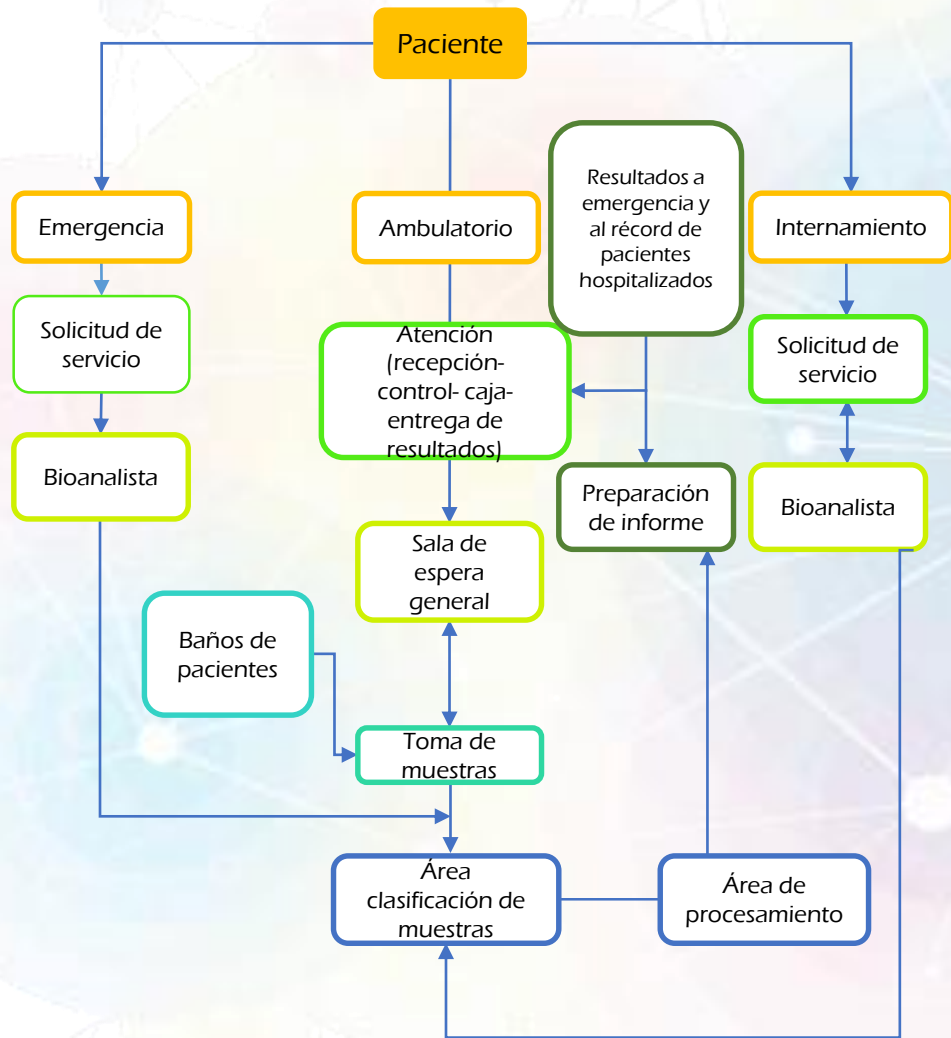 Paciente
Emergencia
Ambulatorio
Resultados a
emergencia y
al récord de
pacientes
hospitalizados
Internamiento
Solicitud de
servicio
Atención
(recepción-
control- caja-
entrega de
resultados)
Solicitud de
servicio
Bioanalista
Preparación
de informe
Bioanalista
Sala de
espera
general
Baños de
pacientes
Toma de
muestras
Área
clasificación de
muestras
Área de
procesamiento